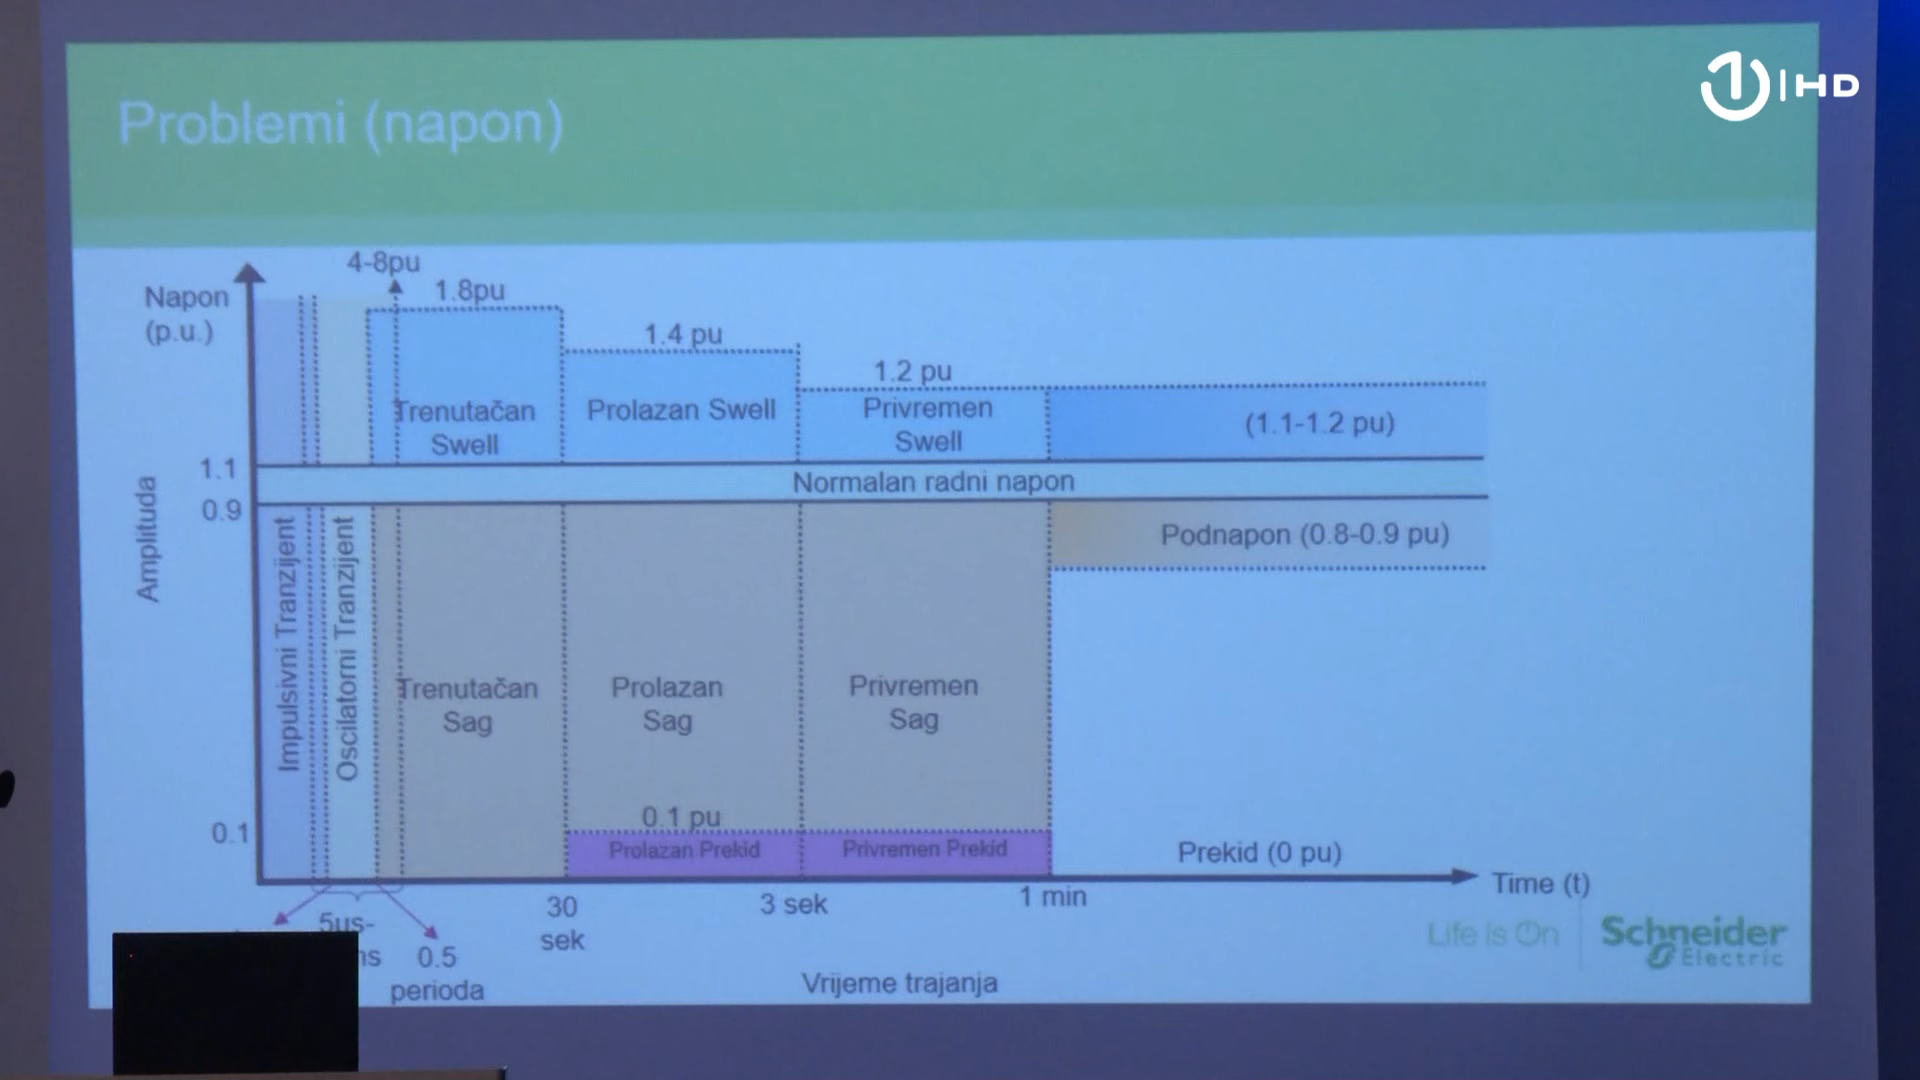 1 HD
Problemi (napon)
4-8pu
1.8pu
Napon
(p.u.)
1.4 pu
1.2 pu
Trenutačan
Swell
Prolazan Swell
Privremen
Swell
(1.1-1.2 pu)
1.1
Normalan radni napon
0.9
Amplituda
Podnapon (0.8-0.9 pu)
Impulsivni Tranzijent
Oscilatorni Tranzijent
Trenutačan
Sag
Prolazan
Sag
Privremen
Sag
0.1 pu
0.1
Prolazan Prekid
Privremen Prekid
Prekid (0 pu)
Time (t)
30
sek
3 sek
1 min
5us-
0.5
perioda
Vrijeme trajanja
Life Is On
Schneider
Electric